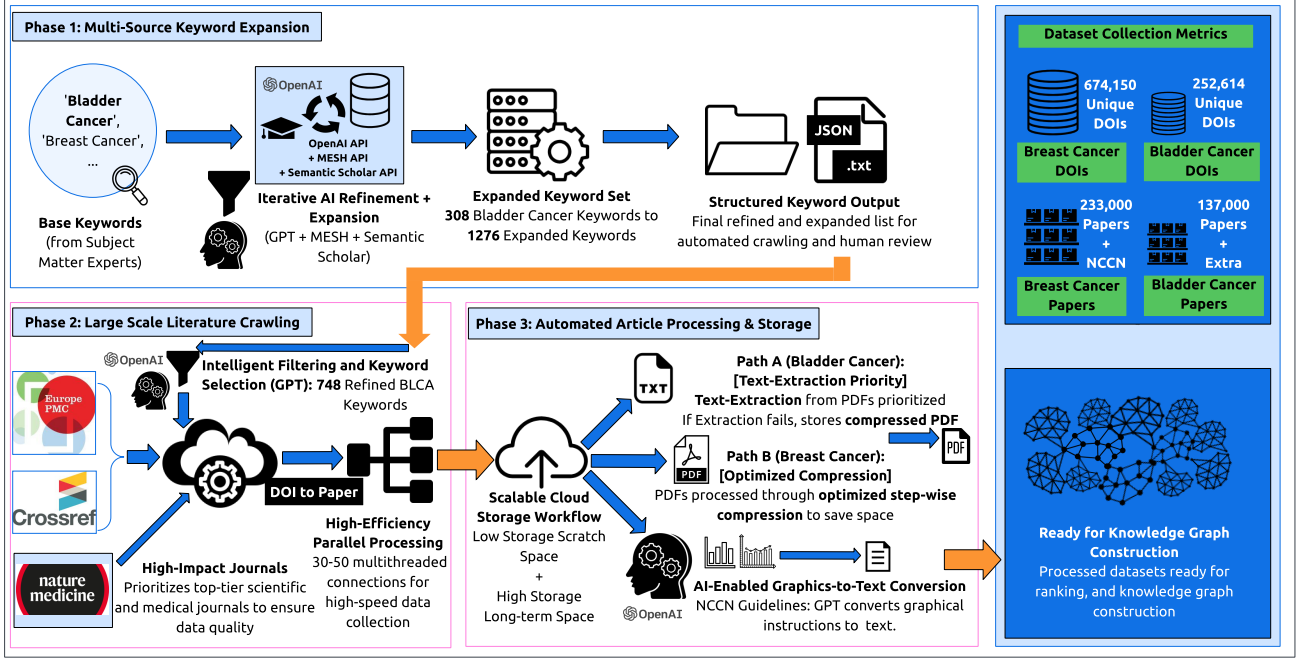 Phase 1: Multi-Source Keyword Expansion
'Bladder
Cancer',
'Breast Cancer',
...
Base Keywords
(from Subject
Matter Experts)
OpenAI
OpenAI API
+ MESH API
+ Semantic Scholar API
Iterative AI Refinement +
Expansion
(GPT + MESH + Semantic
Scholar)
Expanded Keyword Set
308 Bladder Cancer Keywords to
1276 Expanded Keywords
JSON
.txt
Structured Keyword Output
Final refined and expanded list for
automated crawling and human review
Dataset Collection Metrics
674,150
Unique
DOIs
Breast Cancer
DOIs
252,614
Unique
DOIs
Bladder Cancer
DOIs
233,000
Papers
+
NCCN
Breast Cancer
Papers
137,000
Papers
+
Extra
Bladder Cancer
Papers
Phase 2: Large Scale Literature Crawling
OpenAI
Intelligent Filtering and Keyword
Selection (GPT): 748 Refined BLCA
Keywords
Europe
PMC
Crossref
nature
medicine
DOI to Paper
High-Impact Journals
Prioritizes top-tier scientific
and medical journals to ensure
data quality
High-Efficiency
Parallel Processing
30-50 multithreaded
connections for
high-speed data
collection
Phase 3: Automated Article Processing & Storage
Scalable Cloud
Storage Workflow
Low Storage Scratch
Space
+
High Storage
Long-term Space
TXT
Path A (Bladder Cancer):
[Text-Extraction Priority]
Text-Extraction from PDFs prioritized
If Extraction fails, stores compressed PDF
PDF
PDF
Path B (Breast Cancer):
[Optimized Compression]
PDFs processed through optimized step-wise
compression to save space
OpenAI
AI-Enabled Graphics-to-Text Conversion
NCCN Guidelines: GPT converts graphical
instructions to text.
Ready for Knowledge Graph
Construction
Processed datasets ready for
ranking, and knowledge graph
construction